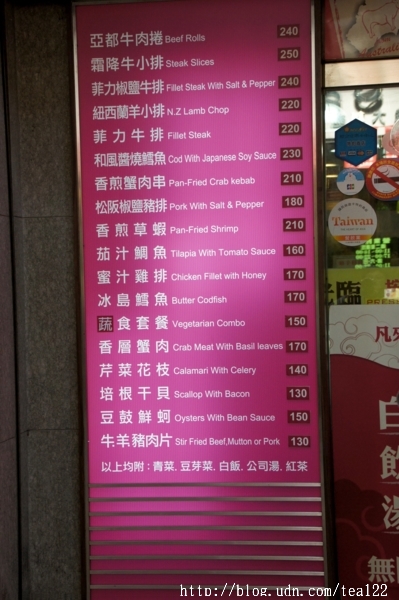 亞都牛肉捲 Beef Rolls 240
霜降牛小排 Steak Slices 250
菲力椒鹽牛排 Fillet Steak With Salt & Pepper 240
紐西蘭羊小排 N.Z Lamb Chop 220
菲力牛排 Fillet Steak 220
和風醬燒鱈魚 Cod With Japanese Soy Sauce 230
香煎蟹肉串 Pan-Fried Crab kebab 210
松阪椒鹽豬排 Pork With Salt & Pepper 180
香煎草蝦 Pan-Fried Shrimp 210
茄汁鯛魚 Tilapia With Tomato Sauce 160
蜜汁雞排 Chicken Fillet with Honey 170
冰島鱈魚 Butter Codfish 170
蔬食套餐 Vegetarian Combo 150
香層蟹肉 Crab Meat With Basil leaves 170
芹菜花枝 Calamari With Celery 140
培根干貝 Scallop With Bacon 130
豆鼓鮮蚵 Oysters With Bean Sauce 150
牛羊豬肉片 Stir Fried Beef,Mutton or Pork 130
以上均附:青菜. 豆芽菜. 白飯. 公司湯. 紅茶
Taiwan
光臨
凡
白
飲
湯
無
http://blog.udn.com/tea122